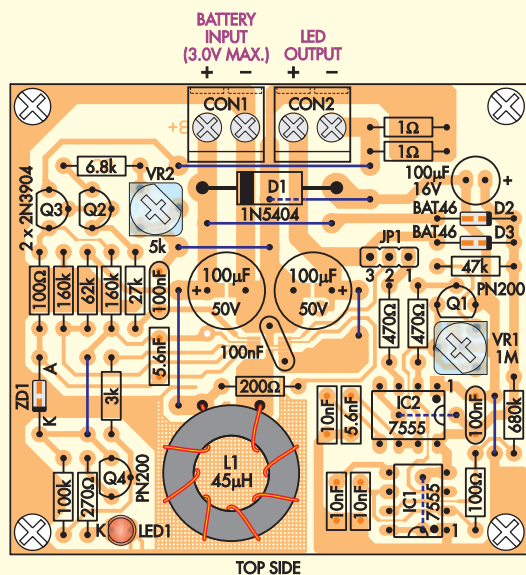 BATTERY
INPUT
(3.0V MAX.)
LED
OUTPUT
+ − + −
CON1
CON2
B+
1Ω
1Ω
6.8k
VR2
5k
2 x 2N3904
Q3
Q2
D1
1N5404
100µF
16V
+
BAT46 D2
BAT46 D3
JP1
3 2 1
47k
PN200
Q1
VR1
1M
100Ω
160k
62k
160k
27k
100nF
5.6nF
+
100µF
50V
100µF
50V
+
100nF
470Ω
470Ω
200Ω
A
ZD1
K
3k
L1
45µH
10nF
5.6nF
IC2
7555
1
100nF
680k
100k
270Ω
Q4
PN200
K
LED1
10nF
10nF
IC1
7555
1
100Ω
TOP SIDE